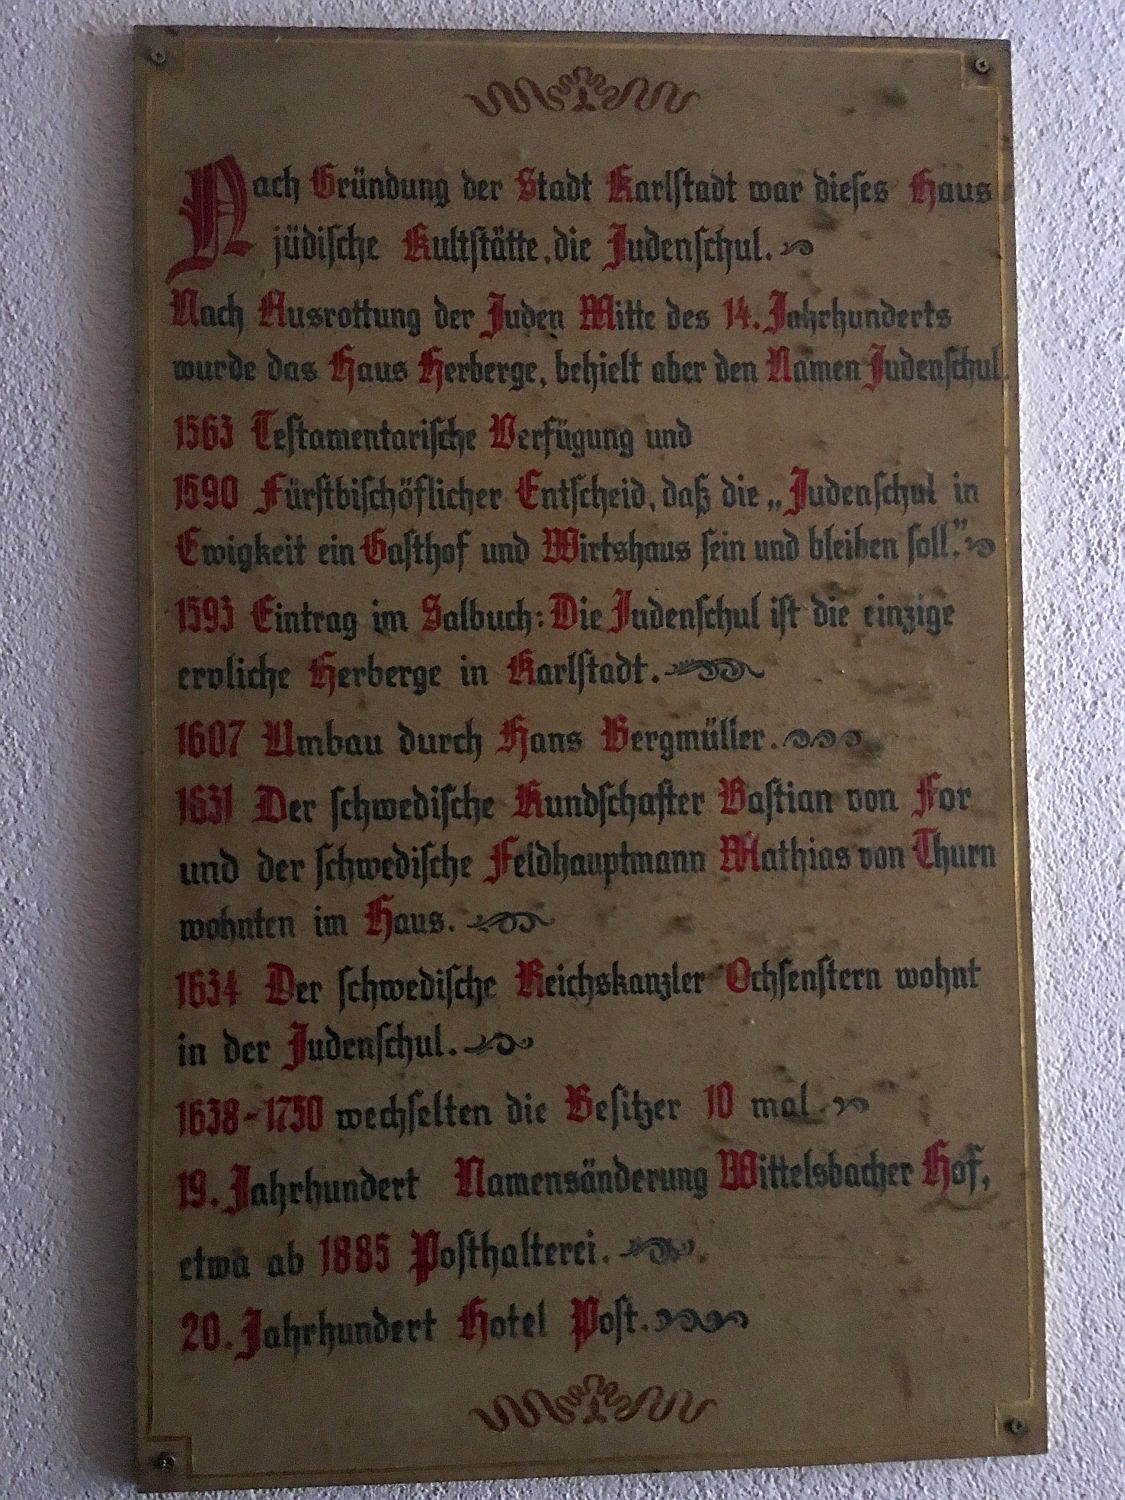 Nach Gründung der Stadt Karlstadt war dieses Haus
jüdische Kultstätte, die Judenschul.
Nach Ausrottung der Juden Mitte des 14. Jahrhunderts
wurde das Haus Herberge, behielt aber den Namen Judenschul.
1563 Testamentarische Verfügung und
1590 Fürstbischöflicher Entscheid, daß die „Judenschul in
Ewigkeit ein Gasthof und Wirtshaus sein und bleiben soll.”
1593 Eintrag im Salbuch: Die Judenschul ist die einzige
ervliche Herberge in Karlstadt.
1607 Umbau durch Hans Bergmüller.
1631 Der schwedische Kundschafter Bastian von For
und der schwedische Feldhauptmann Mathias von Thurn
wohnten im Haus.
1634 Der schwedische Reichskanzler Ochsenstern wohnt
in der Judenschul.
1638-1750 wechselten die Besitzer 10 mal.
19. Jahrhundert Namensänderung Wittelsbacher Hof,
etwa ab 1885 Posthalterei.
20. Jahrhundert Hotel Post.